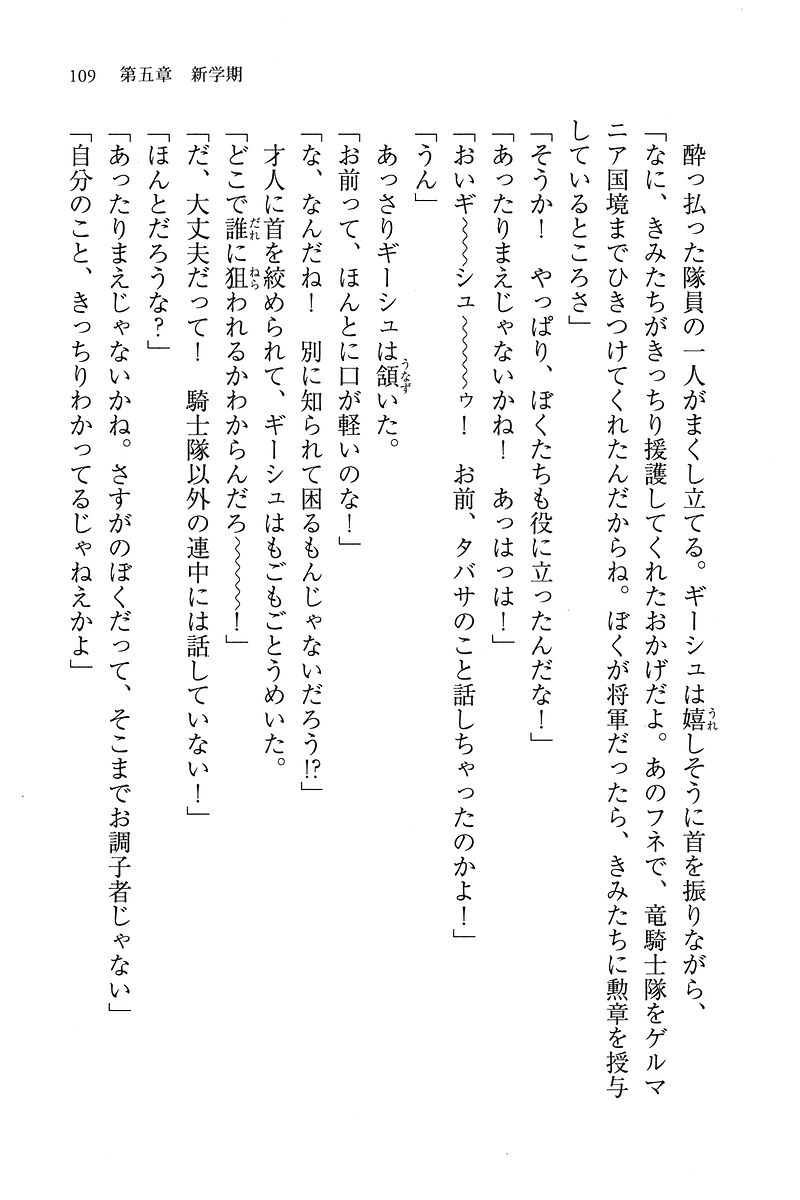 109　第五章　新学期
　酔っ払った隊員の一人がまくし立てる。ギーシュは嬉しそうに首を振りながら、
「なに、きみたちがきっちり援護してくれたおかげだよ。あのフネで、竜騎士隊をゲルマ
ニア国境までひきつけてくれたんだからね。ぼくが将軍だったら、きみたちに勲章を授与
しているところさ」
「そうか！　やっぱり、ぼくたちも役に立ったんだな！」
「あったりまえじゃないかね！　あっはっは！」
「おいギ〜〜〜シュ〜〜〜〜ゥ！　お前、タバサのこと話しちゃったのかよ！」
「うん」
　あっさりギーシュは頷いた。
「お前って、ほんとに口が軽いのな！」
「な、なんだね！　別に知られて困るもんじゃないだろう!?」
　才人に首を絞められて、ギーシュはもごもごとうめいた。
「どこで誰に狙われるかわからんだろ〜〜〜〜！」
「だ、大丈夫だって！　騎士隊以外の連中には話していない！」
「ほんとだろうな？」
「あったりまえじゃないかね。さすがのぼくだって、そこまでお調子者じゃない」
「自分のこと、きっちりわかってるじゃねえかよ」